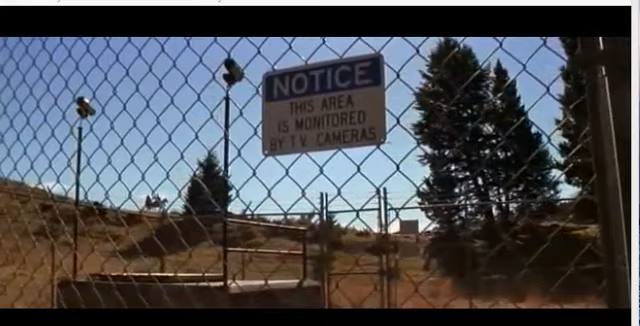 NOTICE
THIS AREA
IS MONITORED
BY T.V. CAMERAS